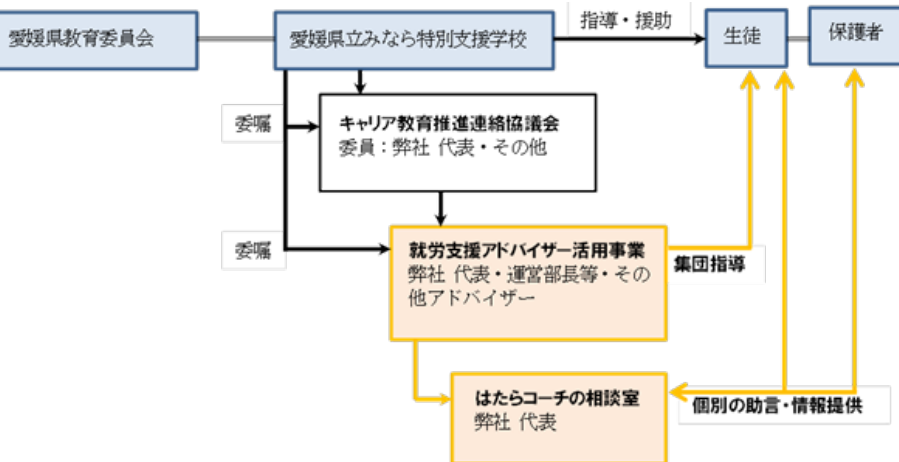 指導・援助
愛媛県教育委員会
愛媛県立みなら特別支援学校
生徒
保護者
委嘱
キャリア教育推進連絡協議会
委員：弊社 代表・その他
委嘱
就労支援アドバイザー活用事業
弊社 代表・運営部長等・その
他アドバイザー
集団指導
はたらコーチの相談室
弊社 代表
個別の助言・情報提供